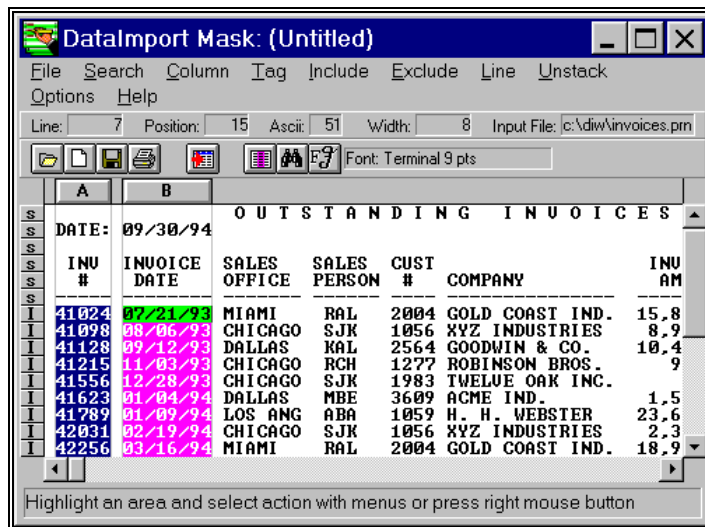 DataImport Mask: (Untitled)
File Search Column Tag Include Exclude Line Unstack
Options Help
Line: 7 Position: 15 Ascii: 51 Width: 8 Input File: c:\diw\invoices.prn
Font: Terminal 9 pts
A B
S O U T S T A N D I N G I N V O I C E S
S DATE: 09/30/94
S
S INV INVOICE SALES SALES CUST INV
S # DATE OFFICE PERSON # COMPANY AM
S ----- -------- -------- ------ ---- --------------- ----
I 41024 07/21/93 MIAMI RAL 2004 GOLD COAST IND. 15,8
I 41098 08/06/93 CHICAGO SJK 1056 XYZ INDUSTRIES 8,9
I 41128 09/12/93 DALLAS KAL 2564 GOODWIN & CO. 10,4
I 41215 11/03/93 CHICAGO RCH 1277 ROBINSON BROS. 9
I 41556 12/28/93 CHICAGO SJK 1983 TWELVE OAK INC.
I 41623 01/04/94 DALLAS MBE 3609 ACME IND. 1,5
I 41789 01/09/94 LOS ANG ABA 1059 H. H. WEBSTER 23,6
I 42031 02/19/94 CHICAGO SJK 1056 XYZ INDUSTRIES 2,3
I 42256 03/16/94 MIAMI RAL 2004 GOLD COAST IND. 18,9
Highlight an area and select action with menus or press right mouse button